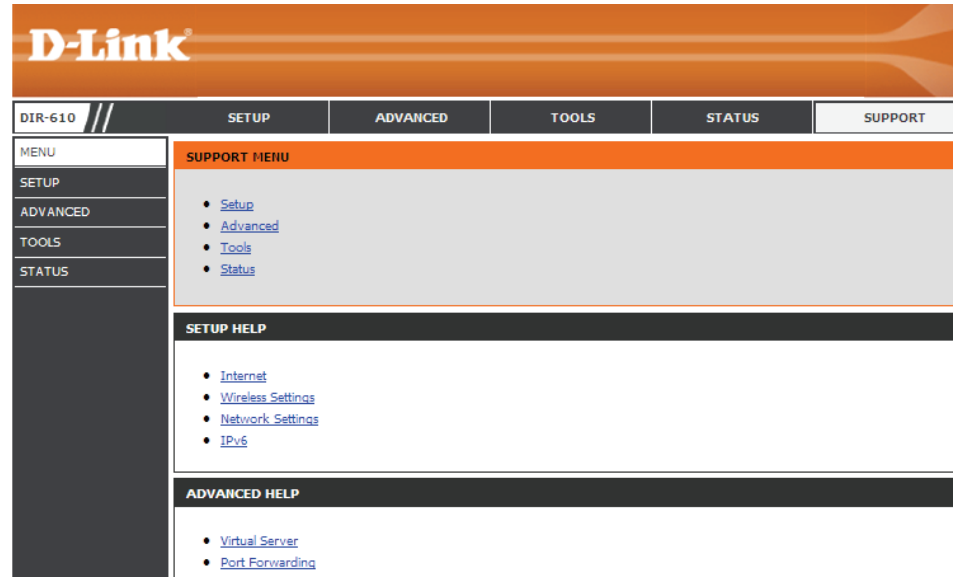 D-Link®
DIR-610 SETUP ADVANCED TOOLS STATUS SUPPORT
MENU
SETUP
ADVANCED
TOOLS
STATUS
SUPPORT MENU
Setup
Advanced
Tools
Status
SETUP HELP
Internet
Wireless Settings
Network Settings
IPv6
ADVANCED HELP
Virtual Server
Port Forwarding